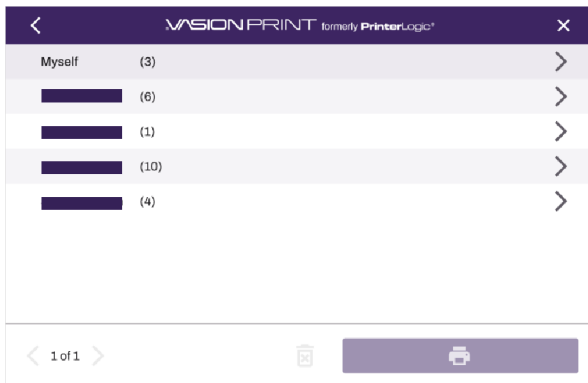 VASION PRINT formerly PrinterLogic®
Myself (3)
(6)
(1)
(10)
(4)
1 of 1